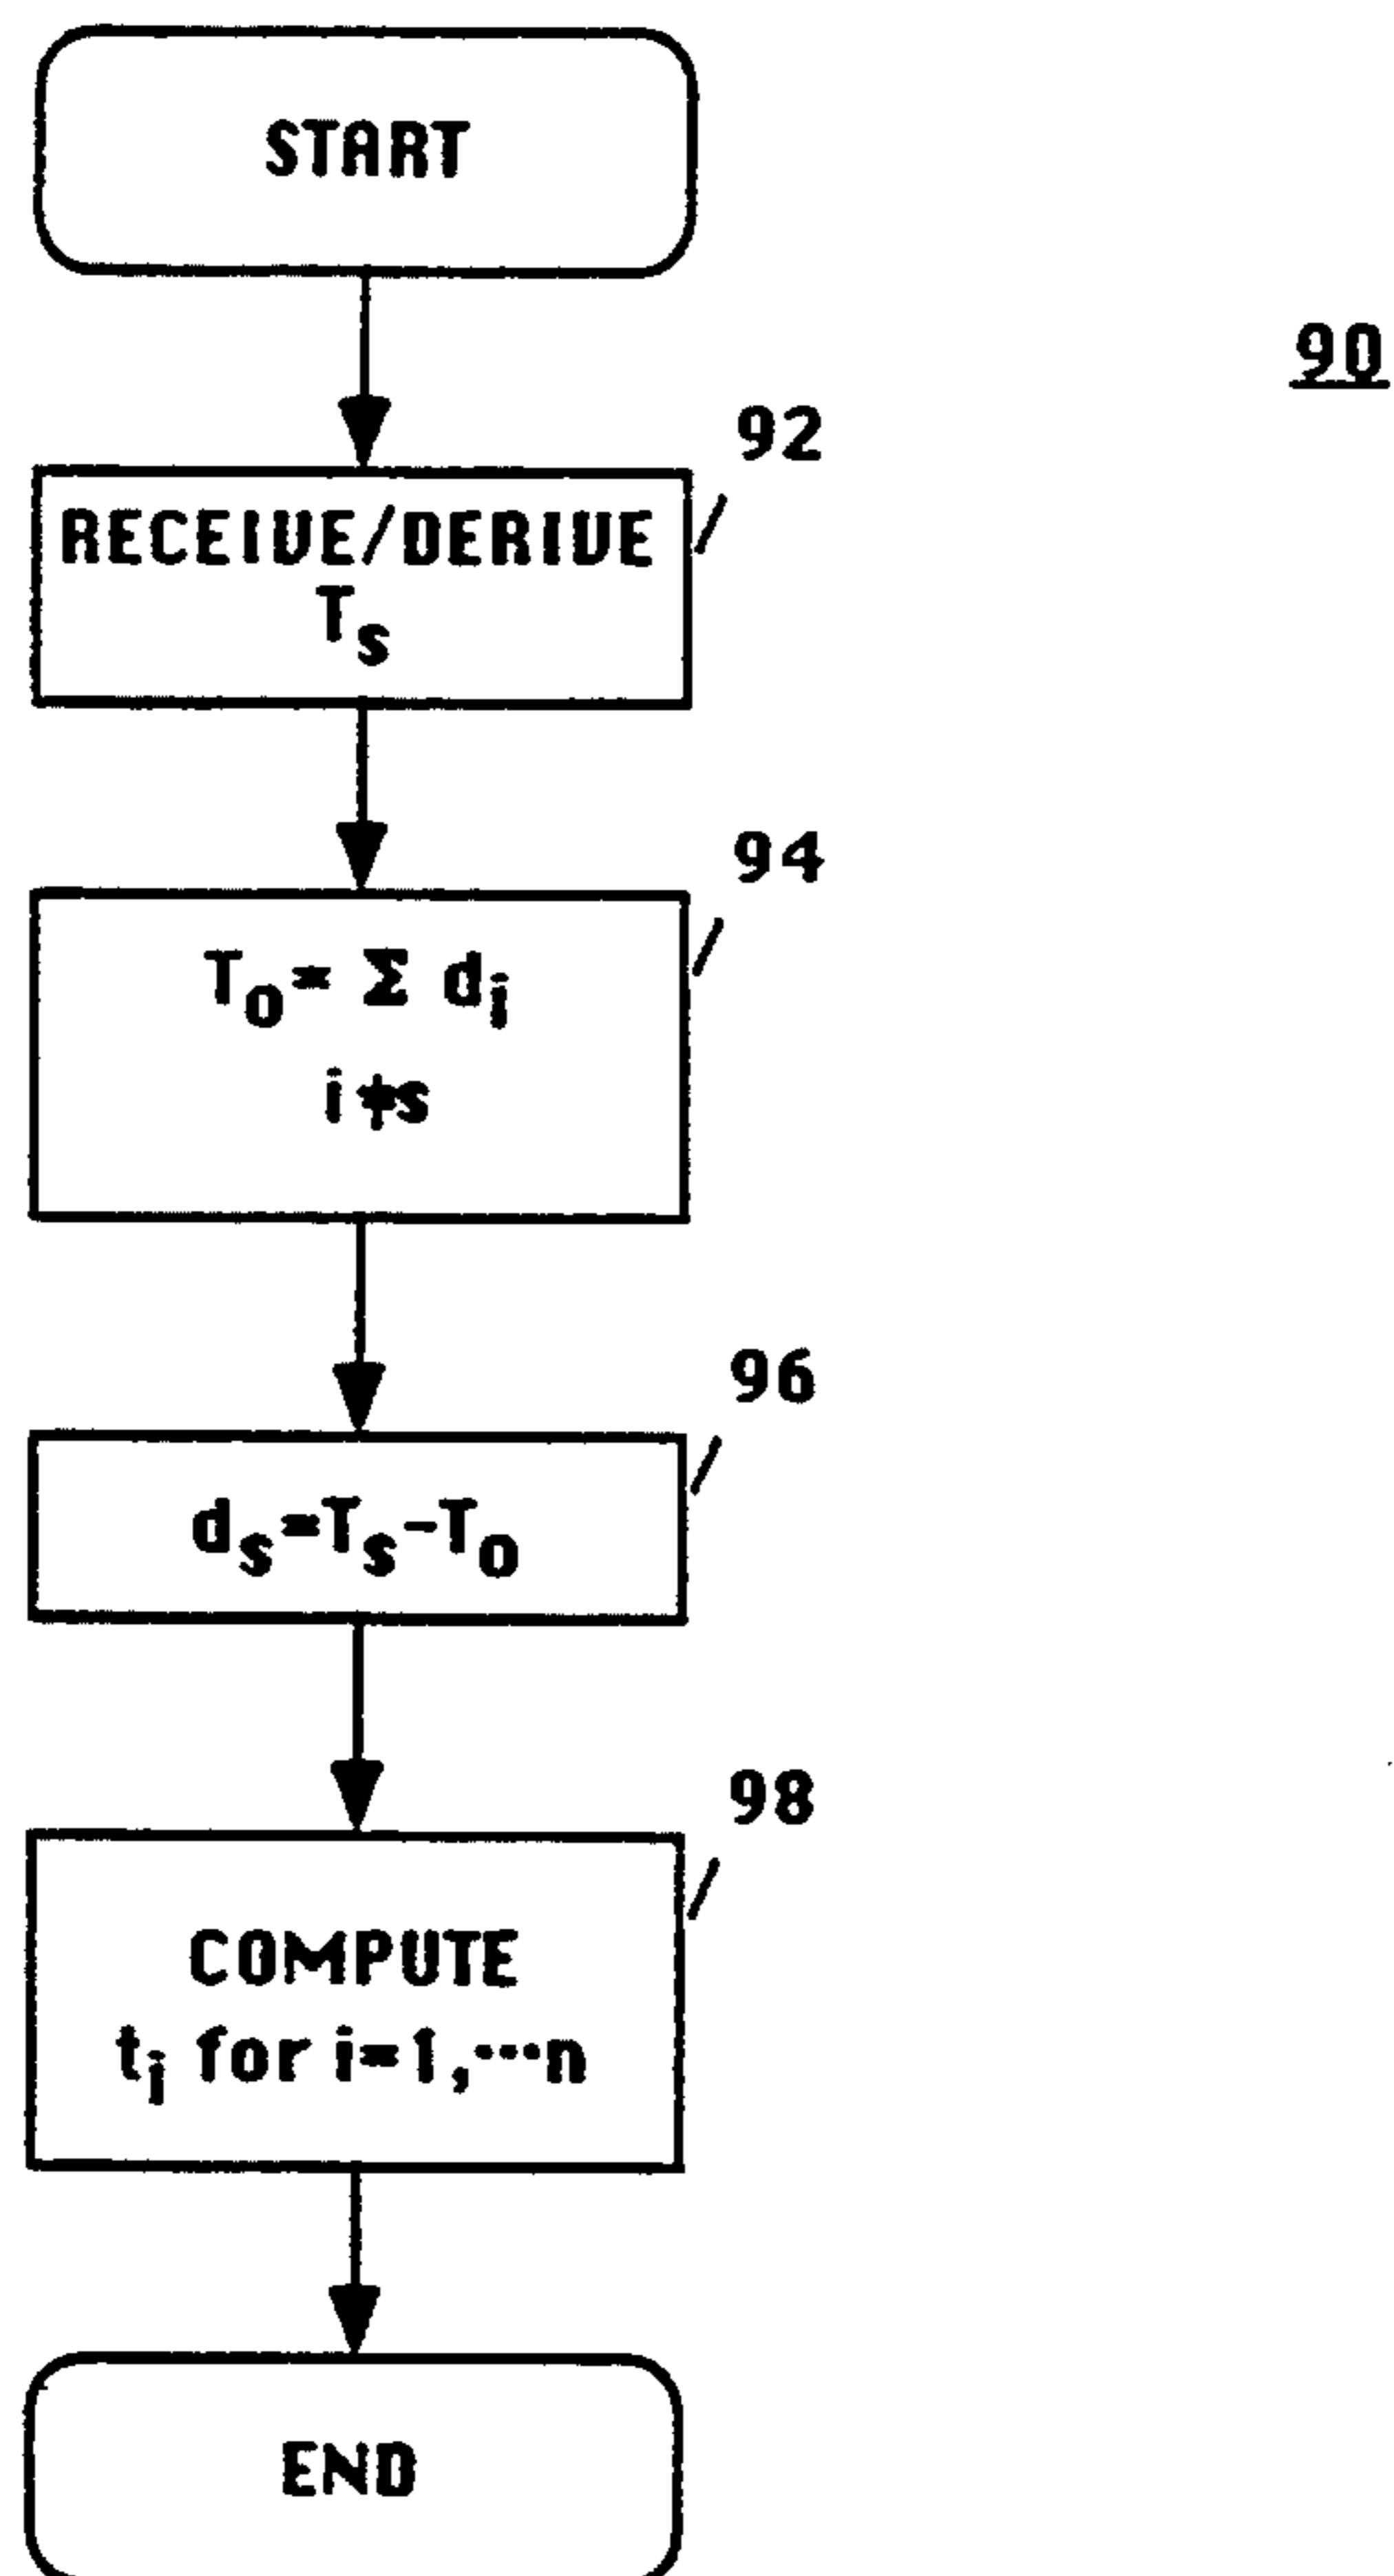 START
90
92
RECEIVE/DERIVE
Ts
94
To = Σ di
i ≠ s
96
ds=Ts-To
98
COMPUTE
ti for i=1,···n
END